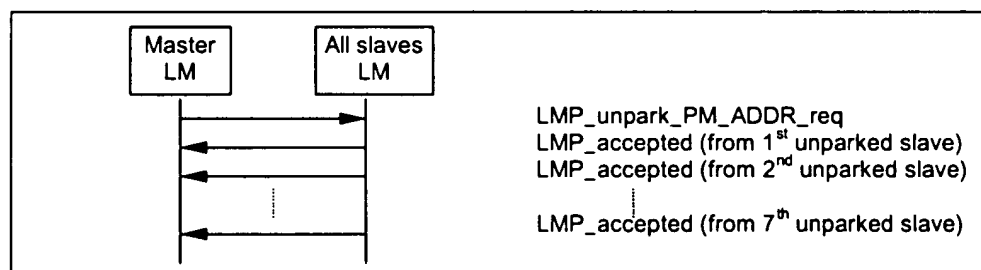 Master
LM
All slaves
LM
LMP_unpark_PM_ADDR_req
LMP_accepted (from 1st unparked slave)
LMP_accepted (from 2nd unparked slave)
LMP_accepted (from 7th unparked slave)